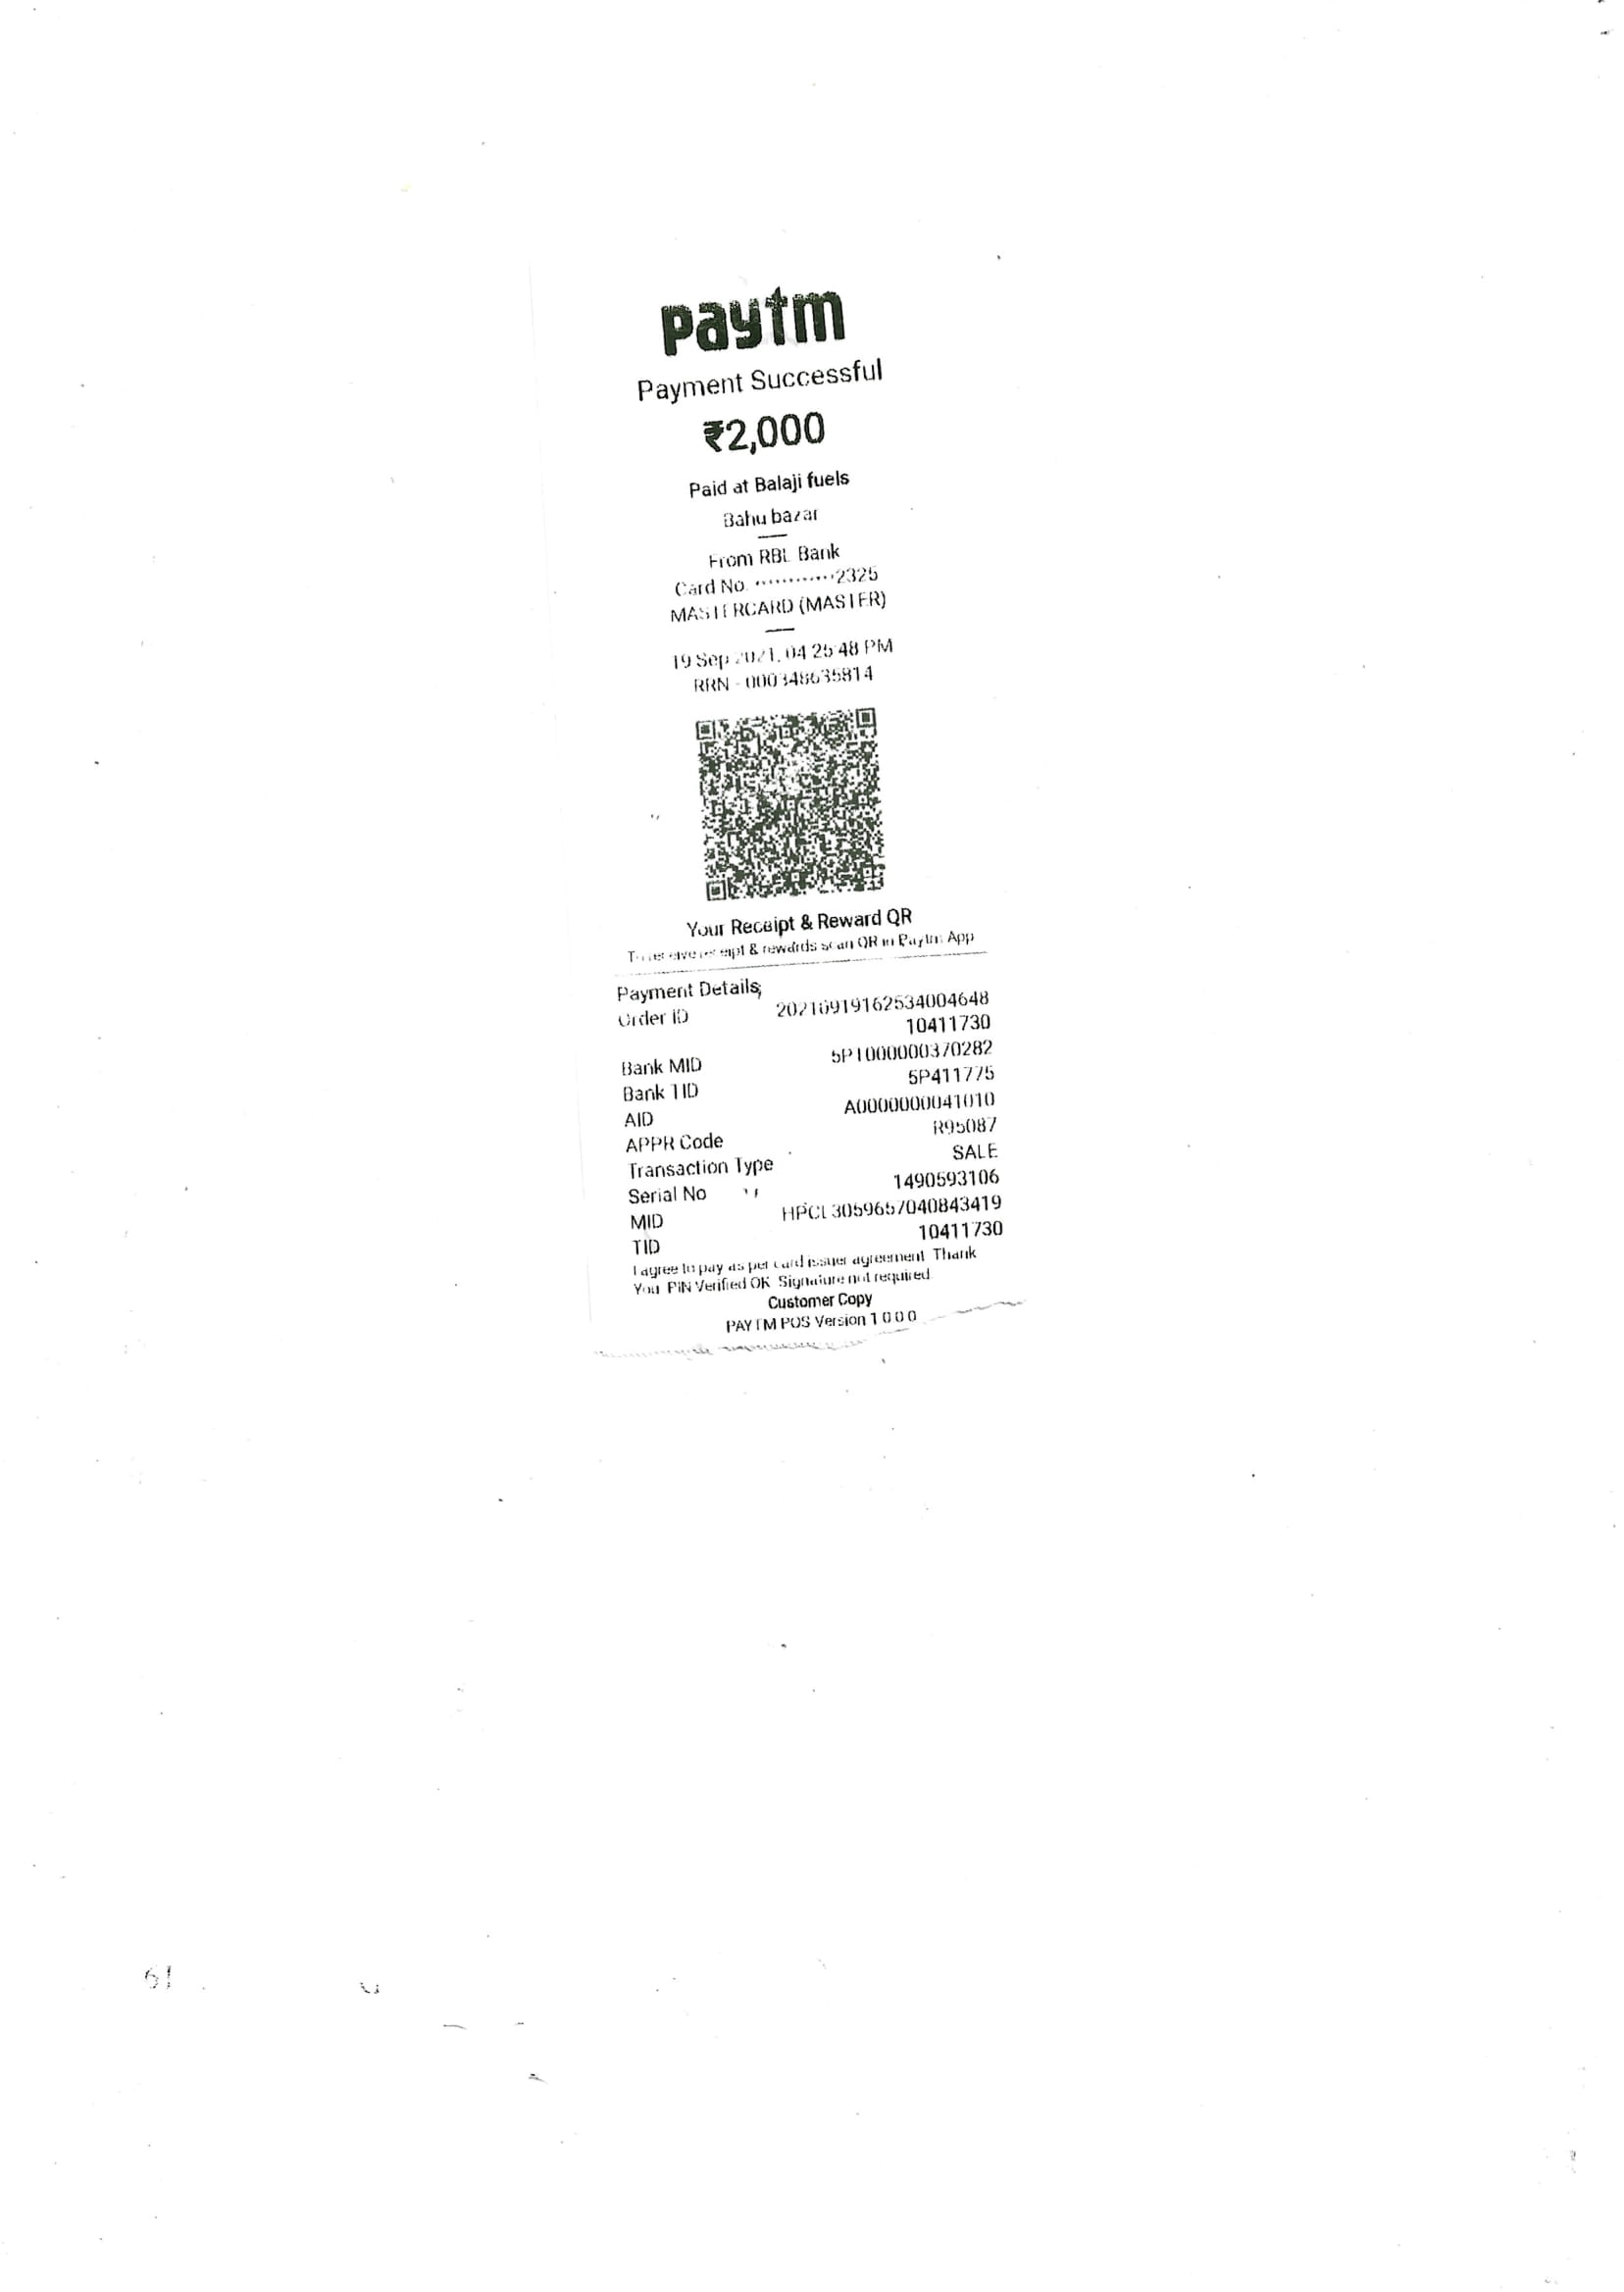 paytm
Payment Successful
₹2,000
Paid at Balaji fuels
Bahu bazar
From RBL Bank
Card No. ············2325
MASTERCARD (MASTER)
19 Sep 2021, 04:25:48 PM
RRN - 000348635814
Your Receipt & Reward QR
To receive receipt & rewards scan QR in Paytm App
Payment Details;
Order ID 20210919162534004648
10411730
Bank MID 5PT000000370282
Bank TID 5P411775
AID A0000000041010
APPR Code R95087
Transaction Type SALE
Serial No 1490593106
MID HPCL3059657040843419
TID 10411730
I agree to pay as per card issuer agreement Thank
You PIN Verified OK Signature not required.
Customer Copy
PAYTM POS Version 1 0 0 0
61